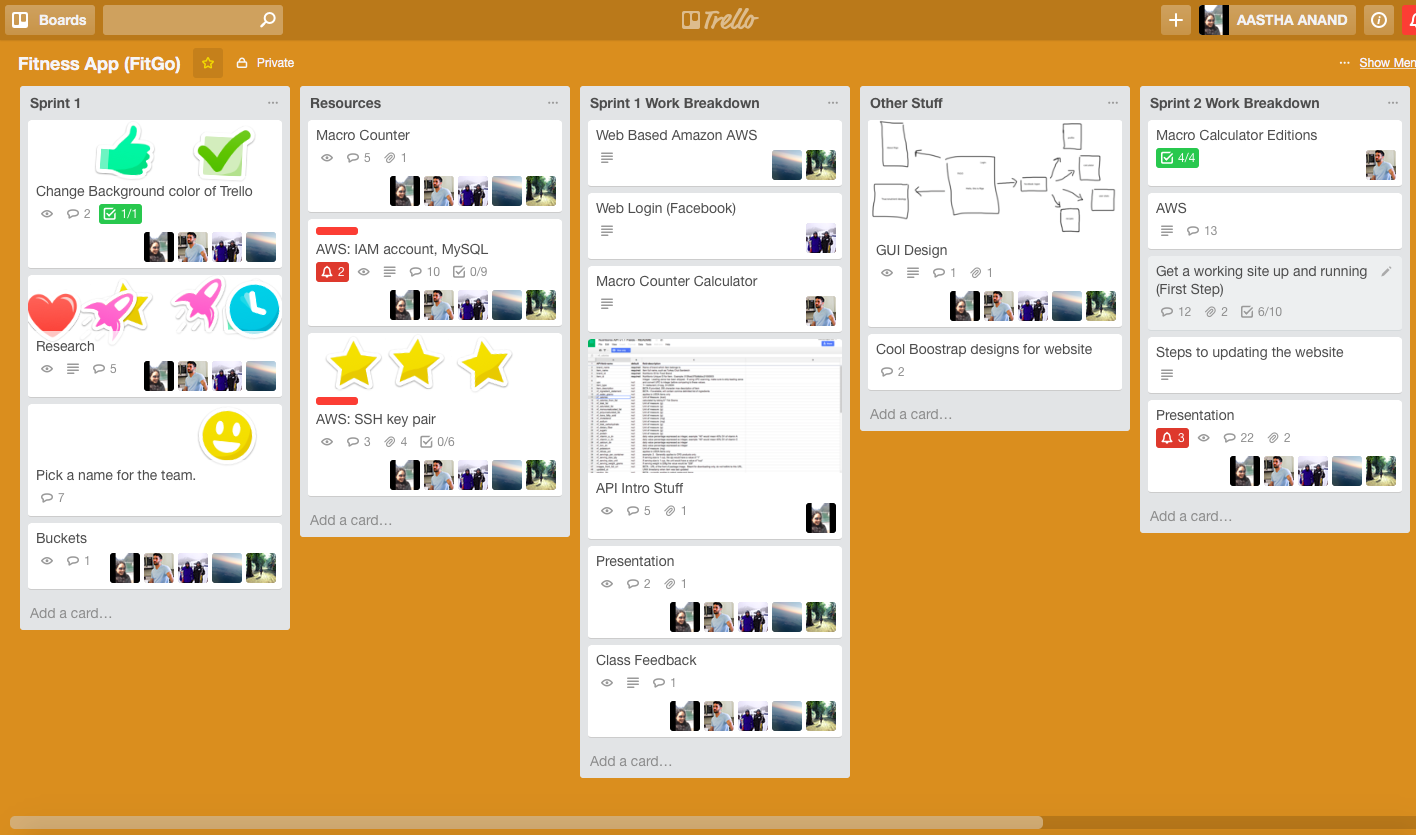 Boards
Trello
AASTHA ANAND
Fitness App (FitGo)
Private
Show Men
Sprint 1
Change Background color of Trello
2 1/1
Research
5
Pick a name for the team.
7
Buckets
1
Add a card…
Resources
Macro Counter
5 1
AWS: IAM account, MySQL
2 10 0/9
AWS: SSH key pair
3 4 0/6
Add a card…
Sprint 1 Work Breakdown
Web Based Amazon AWS
Web Login (Facebook)
Macro Counter Calculator
API Intro Stuff
5 1
Presentation
2 1
Class Feedback
1
Add a card…
Other Stuff
GUI Design
1 1
Cool Boostrap designs for website
2
Add a card…
Sprint 2 Work Breakdown
Macro Calculator Editions
4/4
AWS
13
Get a working site up and running
(First Step)
12 2 6/10
Steps to updating the website
Presentation
3 22 2
Add a card…